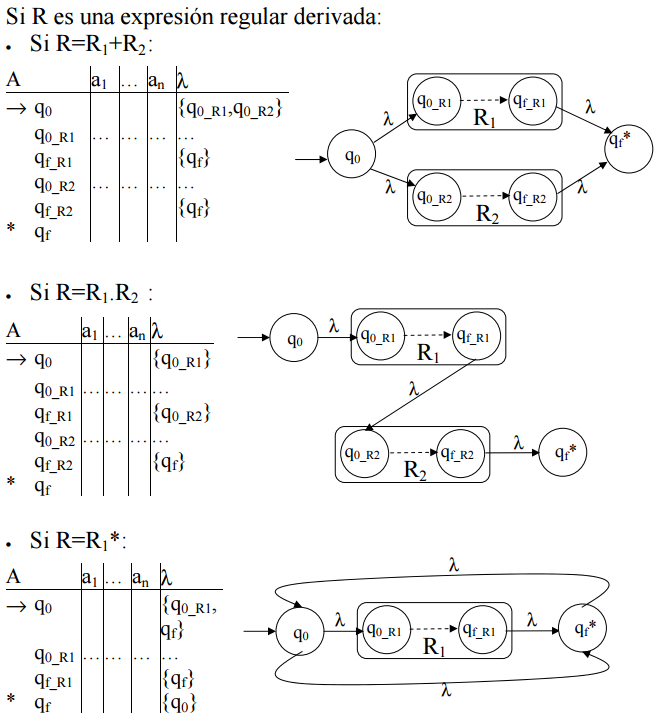 Si R es una expresión regular derivada:
• Si R=R1+R2:
A a1 … an λ
→ q0 {q0_R1,q0_R2}
q0_R1 … … … …
qf_R1 {qf}
q0_R2 … … … …
qf_R2 {qf}
* qf
q0
λ
λ
q0_R1 qf_R1
R1
q0_R2 qf_R2
R2
λ
λ
qf*
• Si R=R1.R2 :
A a1 … an λ
→ q0 {q0_R1}
q0_R1 … … … …
qf_R1 {q0_R2}
q0_R2 … … … …
qf_R2 {qf}
* qf
q0 λ q0_R1 qf_R1
R1
λ
q0_R2 qf_R2 λ qf*
R2
• Si R=R1*:
A a1 … an λ
→ q0 {q0_R1,
qf}
q0_R1 … … … …
qf_R1 {qf}
* qf {q0}
λ
q0 λ q0_R1 qf_R1 λ qf*
R1
λ